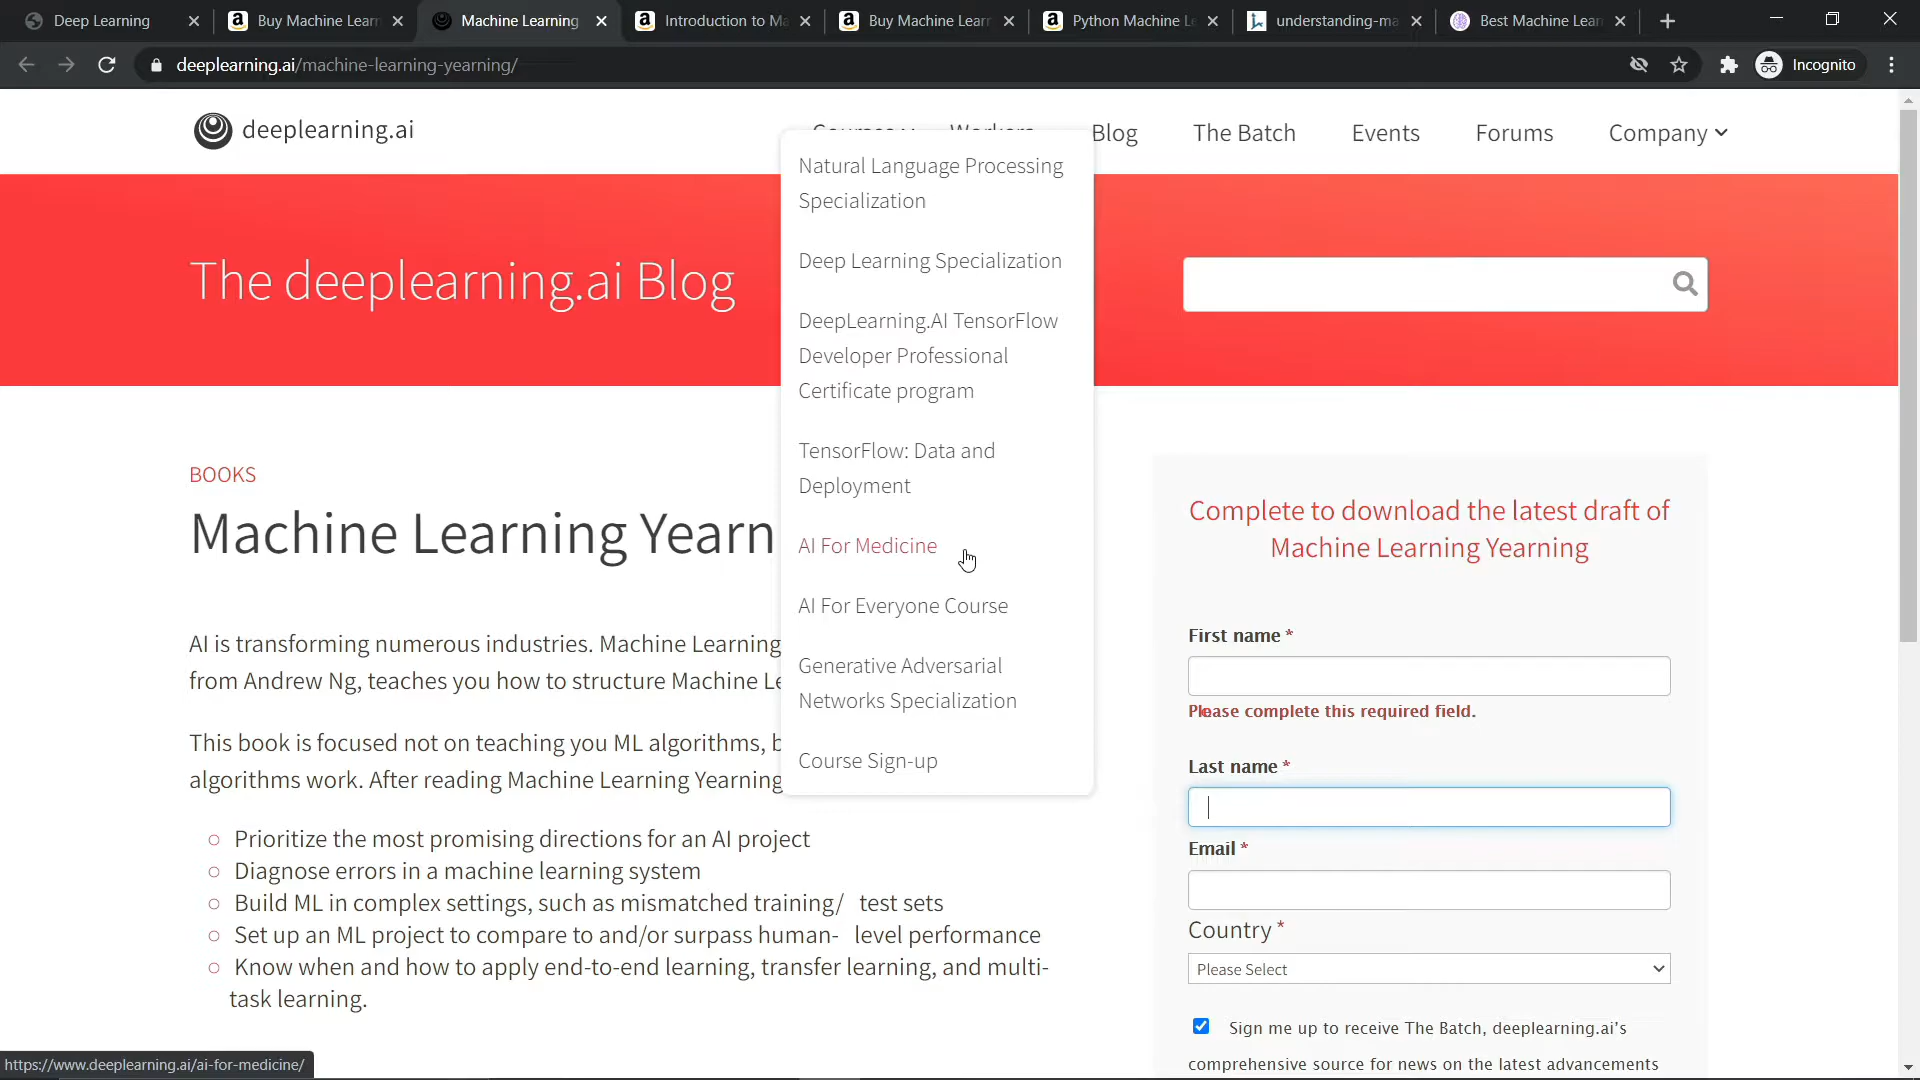 Deep Learning
Buy Machine Learn
Machine Learning
Introduction to Ma
Buy Machine Learn
Python Machine Le
understanding-ma
Best Machine Lear
deeplearning.ai/machine-learning-yearning/
Incognito
deeplearning.ai
Courses
Workera
Blog
The Batch
Events
Forums
Company
Natural Language Processing
Specialization
Deep Learning Specialization
DeepLearning.AI TensorFlow
Developer Professional
Certificate program
TensorFlow: Data and
Deployment
AI For Medicine
AI For Everyone Course
Generative Adversarial
Networks Specialization
Course Sign-up
The deeplearning.ai Blog
BOOKS
Machine Learning Yearn
AI is transforming numerous industries. Machine Learning
from Andrew Ng, teaches you how to structure Machine Le
This book is focused not on teaching you ML algorithms, b
algorithms work. After reading Machine Learning Yearning
Prioritize the most promising directions for an AI project
Diagnose errors in a machine learning system
Build ML in complex settings, such as mismatched training/ test sets
Set up an ML project to compare to and/or surpass human- level performance
Know when and how to apply end-to-end learning, transfer learning, and multi-
task learning.
Complete to download the latest draft of
Machine Learning Yearning
First name *
Please complete this required field.
Last name *
Email *
Country *
Please Select
Sign me up to receive The Batch, deeplearning.ai's
comprehensive source for news on the latest advancements
https://www.deeplearning.ai/ai-for-medicine/